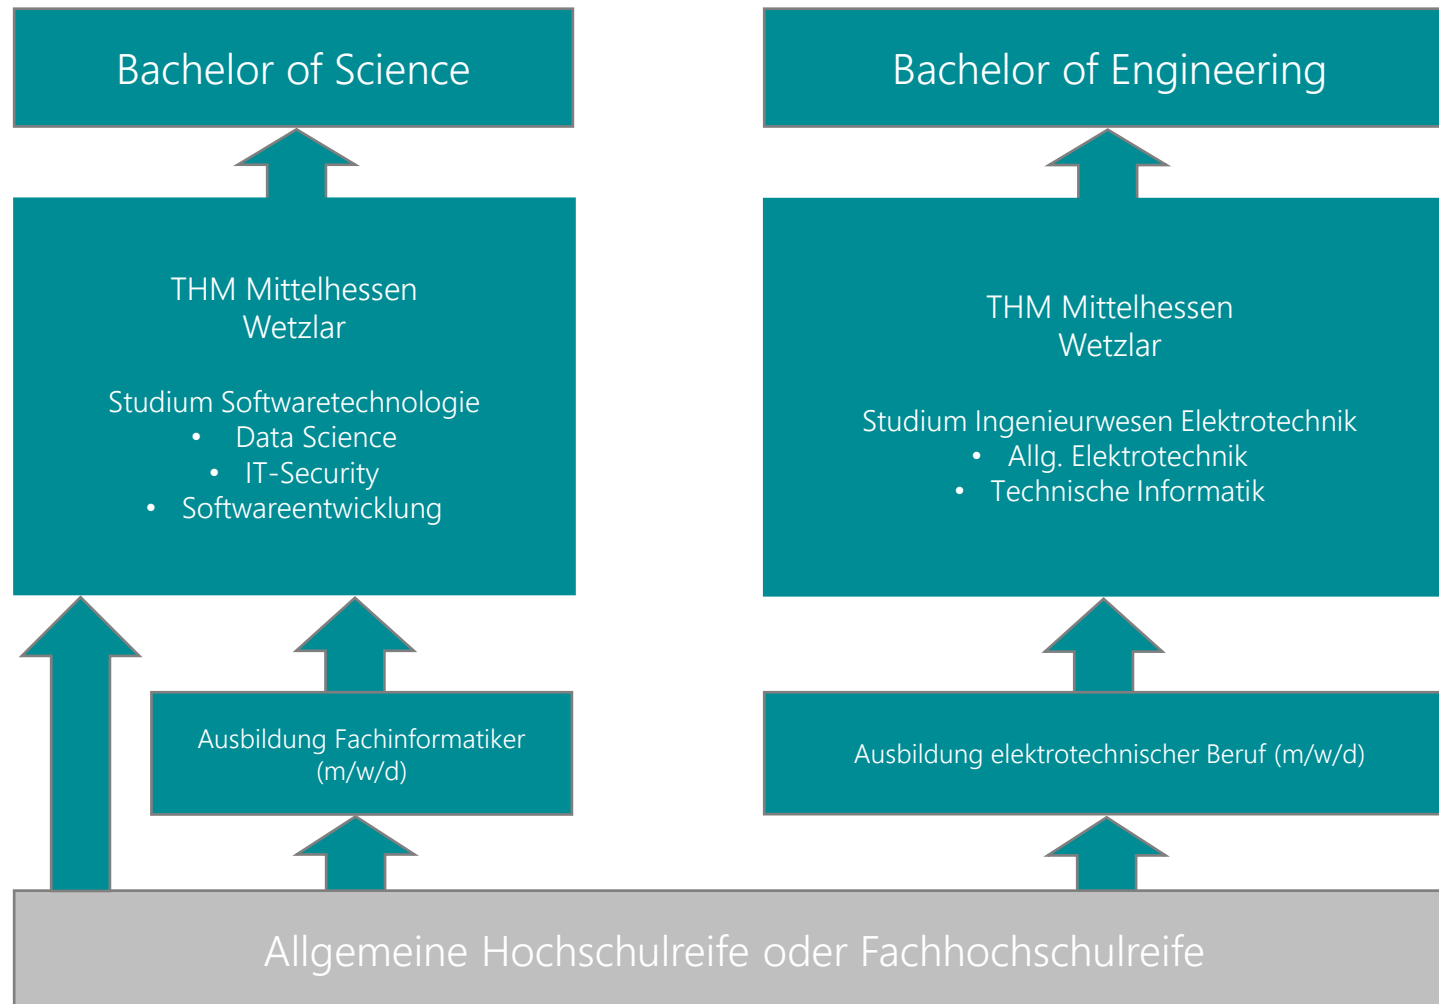 Bachelor of Science
Bachelor of Engineering
THM Mittelhessen
Wetzlar
Studium Softwaretechnologie
• Data Science
• IT-Security
• Softwareentwicklung
THM Mittelhessen
Wetzlar
Studium Ingenieurwesen Elektrotechnik
• Allg. Elektrotechnik
• Technische Informatik
Ausbildung Fachinformatiker
(m/w/d)
Ausbildung elektrotechnischer Beruf (m/w/d)
Allgemeine Hochschulreife oder Fachhochschulreife